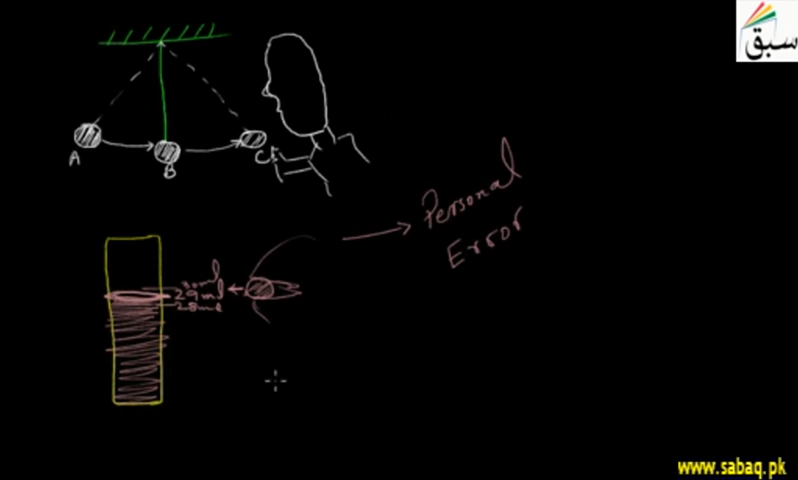 سبق
A
B
C
Personal
Error
30ml
29ml
28ml
www.sabaq.pk